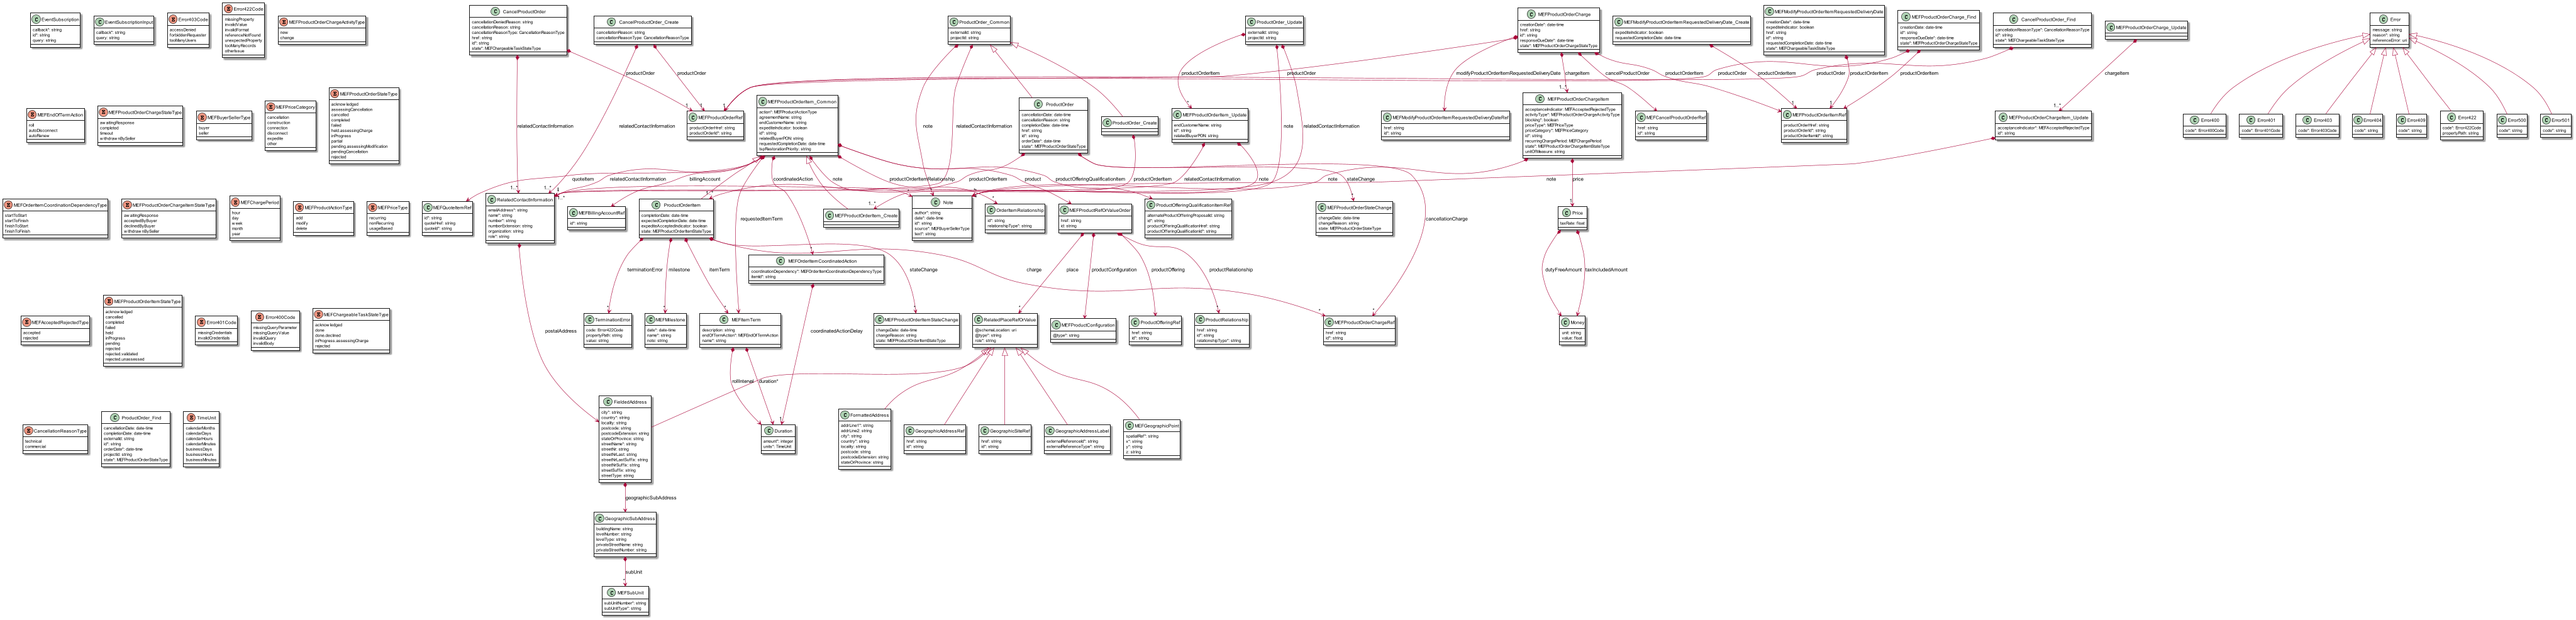 EventSubscription
callback*: string
id*: string
query: string
EventSubscriptionInput
callback*: string
query: string
Error403Code
accessDenied
forbiddenRequester
tooManyUsers
Error422Code
missingProperty
invalidValue
invalidFormat
referenceNotFound
unexpectedProperty
tooManyRecords
otherIssue
MEFProductOrderChargeActivityType
new
change
CancelProductOrder
cancellationDeniedReason: string
cancellationReason: string
cancellationReasonType: CancellationReasonType
href: string
id*: string
state*: MEFChargeableTaskStateType
CancelProductOrder_Create
cancellationReason: string
cancellationReasonType: CancellationReasonType
ProductOrder_Common
externalId: string
projectId: string
ProductOrder_Update
externalId: string
projectId: string
MEFProductOrderCharge
creationDate*: date-time
href: string
id*: string
responseDueDate*: date-time
state*: MEFProductOrderChargeStateType
MEFModifyProductOrderItemRequestedDeliveryDate_Create
expediteIndicator: boolean
requestedCompletionDate: date-time
MEFModifyProductOrderItemRequestedDeliveryDate
creationDate*: date-time
expediteIndicator: boolean
href: string
id*: string
requestedCompletionDate: date-time
state*: MEFChargeableTaskStateType
MEFProductOrderCharge_Find
creationDate: date-time
id*: string
responseDueDate*: date-time
state*: MEFProductOrderChargeStateType
CancelProductOrder_Find
cancellationReasonType*: CancellationReasonType
id*: string
state*: MEFChargeableTaskStateType
MEFProductOrderCharge_Update
Error
message: string
reason*: string
referenceError: uri
productOrder
productOrder
productOrderItem
modifyProductOrderItemRequestedDeliveryDate
chargeItem
cancelProductOrder
productOrderItem
productOrder
productOrderItem
productOrder
productOrderItem
productOrderItem
productOrder
chargeItem
MEFEndOfTermAction
roll
autoDisconnect
autoRenew
MEFProductOrderChargeStateType
awaitingResponse
completed
timeout
withdrawnBySeller
MEFBuyerSellerType
buyer
seller
MEFPriceCategory
cancellation
construction
connection
disconnect
expedite
other
MEFProductOrderStateType
acknowledged
assessingCancellation
cancelled
completed
failed
held.assessingCharge
inProgress
partial
pending.assessingModification
pendingCancellation
rejected
MEFProductOrderRef
productOrderHref: string
productOrderId*: string
MEFProductOrderItem_Common
action*: MEFProductActionType
agreementName: string
endCustomerName: string
expediteIndicator: boolean
id*: string
relatedBuyerPON: string
requestedCompletionDate*: date-time
tspRestorationPriority: string
ProductOrder
cancellationDate: date-time
cancellationReason: string
completionDate: date-time
href: string
id*: string
orderDate*: date-time
state*: MEFProductOrderStateType
ProductOrder_Create
MEFProductOrderItem_Update
endCustomerName: string
id*: string
relatedBuyerPON: string
MEFModifyProductOrderItemRequestedDeliveryDateRef
href: string
id*: string
MEFProductOrderChargeItem
acceptanceIndicator: MEFAcceptedRejectedType
activityType*: MEFProductOrderChargeActivityType
blocking*: boolean
id*: string
priceType*: MEFPriceType
priceCategory*: MEFPriceCategory
recurringChargePeriod: MEFChargePeriod
state*: MEFProductOrderChargeItemStateType
unitOfMeasure: string
MEFCancelProductOrderRef
href: string
id*: string
MEFProductOrderItemRef
productOrderHref: string
productOrderId*: string
productOrderItemId*: string
MEFProductOrderChargeItem_Update
acceptanceIndicator*: MEFAcceptedRejectedType
id*: string
Error400
code*: Error400Code
Error401
code*: Error401Code
Error403
code*: Error403Code
Error404
code*: string
Error409
code*: string
Error422
code*: Error422Code
propertyPath: string
Error500
code*: string
Error501
code*: string
relatedContactInformation
relatedContactInformation
note
relatedContactInformation
note
relatedContactInformation
quoteItem
relatedContactInformation
billingAccount
coordinatedAction
note
productOrderItemRelationship
productOrderItem
product
productOfferingQualificationItem
productOrderItem
relatedContactInformation
note
note
stateChange
price
note
MEFOrderItemCoordinationDependencyType
startToStart
startToFinish
finishToStart
finishToFinish
MEFProductOrderChargeItemStateType
awaitingResponse
acceptedByBuyer
declinedByBuyer
withdrawnBySeller
MEFChargePeriod
hour
day
week
month
year
MEFProductActionType
add
modify
delete
MEFPriceType
recurring
nonRecurring
usageBased
MEFQuoteItemRef
id*: string
quoteHref: string
quoteId*: string
RelatedContactInformation
emailAddress*: string
name*: string
number*: string
numberExtension: string
organization: string
role*: string
MEFBillingAccountRef
id*: string
ProductOrderItem
completionDate: date-time
expectedCompletionDate: date-time
expediteAcceptedIndicator: boolean
state: MEFProductOrderItemStateType
requestedItemTerm
MEFProductOrderItem_Create
Note
author*: string
date*: date-time
id*: string
source*: MEFBuyerSellerType
text*: string
OrderItemRelationship
id*: string
relationshipType*: string
MEFProductRefOrValueOrder
href: string
id: string
ProductOfferingQualificationItemRef
alternateProductOfferingProposalId: string
id*: string
productOfferingQualificationHref: string
productOfferingQualificationId*: string
MEFProductOrderStateChange
changeDate: date-time
changeReason: string
state: MEFProductOrderStateType
cancellationCharge
Price
taxRate: float
MEFOrderItemCoordinatedAction
coordinationDependency*: MEFOrderItemCoordinationDependencyType
itemId*: string
terminationError
milestone
itemTerm
stateChange
charge
place
productConfiguration
productOffering
productRelationship
dutyFreeAmount
taxIncludedAmount
MEFAcceptedRejectedType
accepted
rejected
MEFProductOrderItemStateType
acknowledged
cancelled
completed
failed
held
inProgress
pending
rejected
rejected.validated
rejected.unassessed
Error401Code
missingCredentials
invalidCredentials
Error400Code
missingQueryParameter
missingQueryValue
invalidQuery
invalidBody
MEFChargeableTaskStateType
acknowledged
done
done.declined
inProgress.assessingCharge
rejected
postalAddress
TerminationError
code: Error422Code
propertyPath: string
value: string
MEFMilestone
date*: date-time
name*: string
note: string
MEFItemTerm
description: string
endOfTermAction*: MEFEndOfTermAction
name*: string
coordinatedActionDelay
MEFProductOrderItemStateChange
changeDate: date-time
changeReason: string
state: MEFProductOrderItemStateType
RelatedPlaceRefOrValue
@schemaLocation: uri
@type*: string
role*: string
MEFProductConfiguration
@type*: string
ProductOfferingRef
href: string
id*: string
ProductRelationship
href: string
id*: string
relationshipType*: string
MEFProductOrderChargeRef
href: string
id*: string
Money
unit: string
value: float
rollInterval
duration*
CancellationReasonType
technical
commercial
ProductOrder_Find
cancellationDate: date-time
completionDate: date-time
externalId: string
id*: string
orderDate*: date-time
projectId: string
state*: MEFProductOrderStateType
TimeUnit
calendarMonths
calendarDays
calendarHours
calendarMinutes
businessDays
businessHours
businessMinutes
FieldedAddress
city*: string
country*: string
locality: string
postcode: string
postcodeExtension: string
stateOrProvince: string
streetName*: string
streetNr: string
streetNrLast: string
streetNrLastSuffix: string
streetNrSuffix: string
streetSuffix: string
streetType: string
Duration
amount*: integer
units*: TimeUnit
FormattedAddress
addrLine1*: string
addrLine2: string
city*: string
country*: string
locality: string
postcode: string
postcodeExtension: string
stateOrProvince: string
GeographicAddressRef
href: string
id*: string
GeographicSiteRef
href: string
id*: string
GeographicAddressLabel
externalReferenceId*: string
externalReferenceType*: string
MEFGeographicPoint
spatialRef*: string
x*: string
y*: string
z: string
geographicSubAddress
GeographicSubAddress
buildingName: string
levelNumber: string
levelType: string
privateStreetName: string
privateStreetNumber: string
subUnit
MEFSubUnit
subUnitNumber*: string
subUnitType*: string